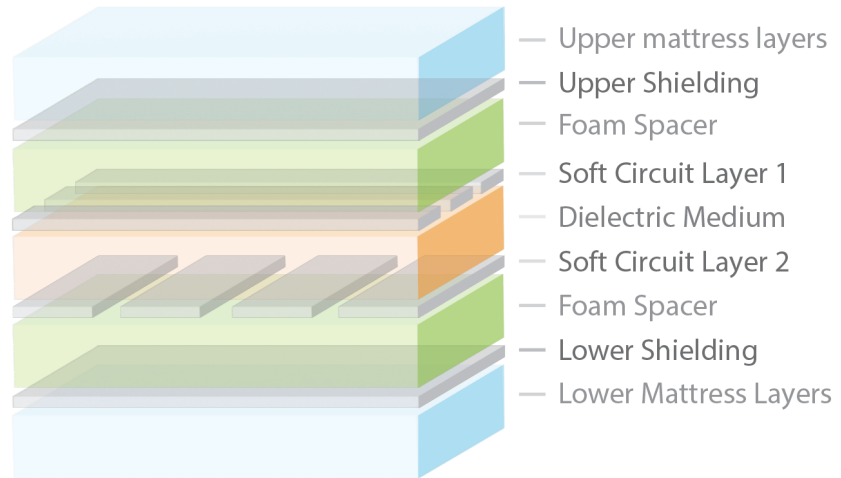 Upper mattress layers
Upper Shielding
Foam Spacer
Soft Circuit Layer 1
Dielectric Medium
Soft Circuit Layer 2
Foam Spacer
Lower Shielding
Lower Mattress Layers